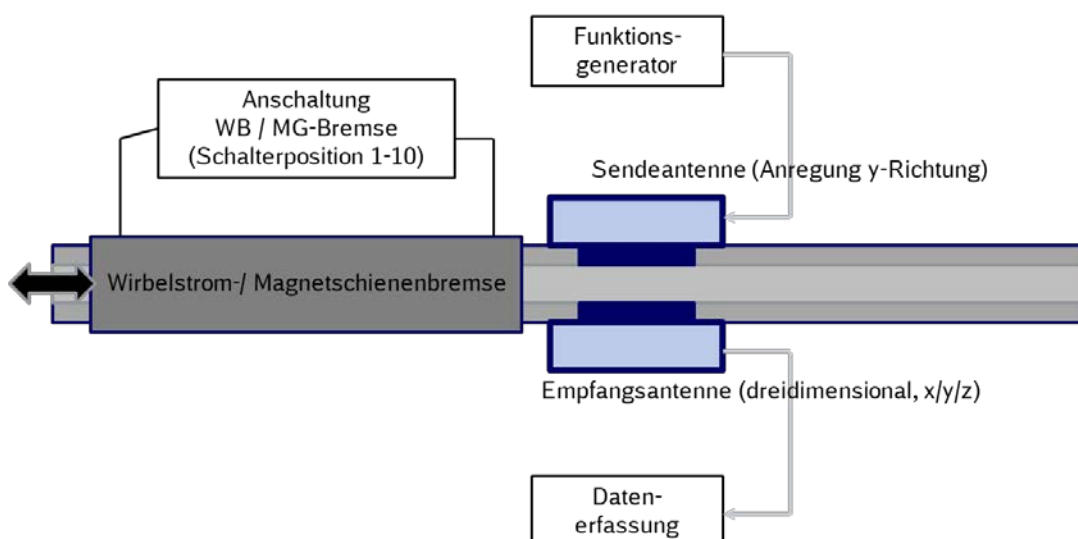 Funktions-
generator
Anschaltung
WB / MG-Bremse
(Schalterposition 1-10)
Sendeantenne (Anregung y-Richtung)
Wirbelstrom-/ Magnetschienenbremse
Empfangsantenne (dreidimensional, x/y/z)
Daten-
erfassung